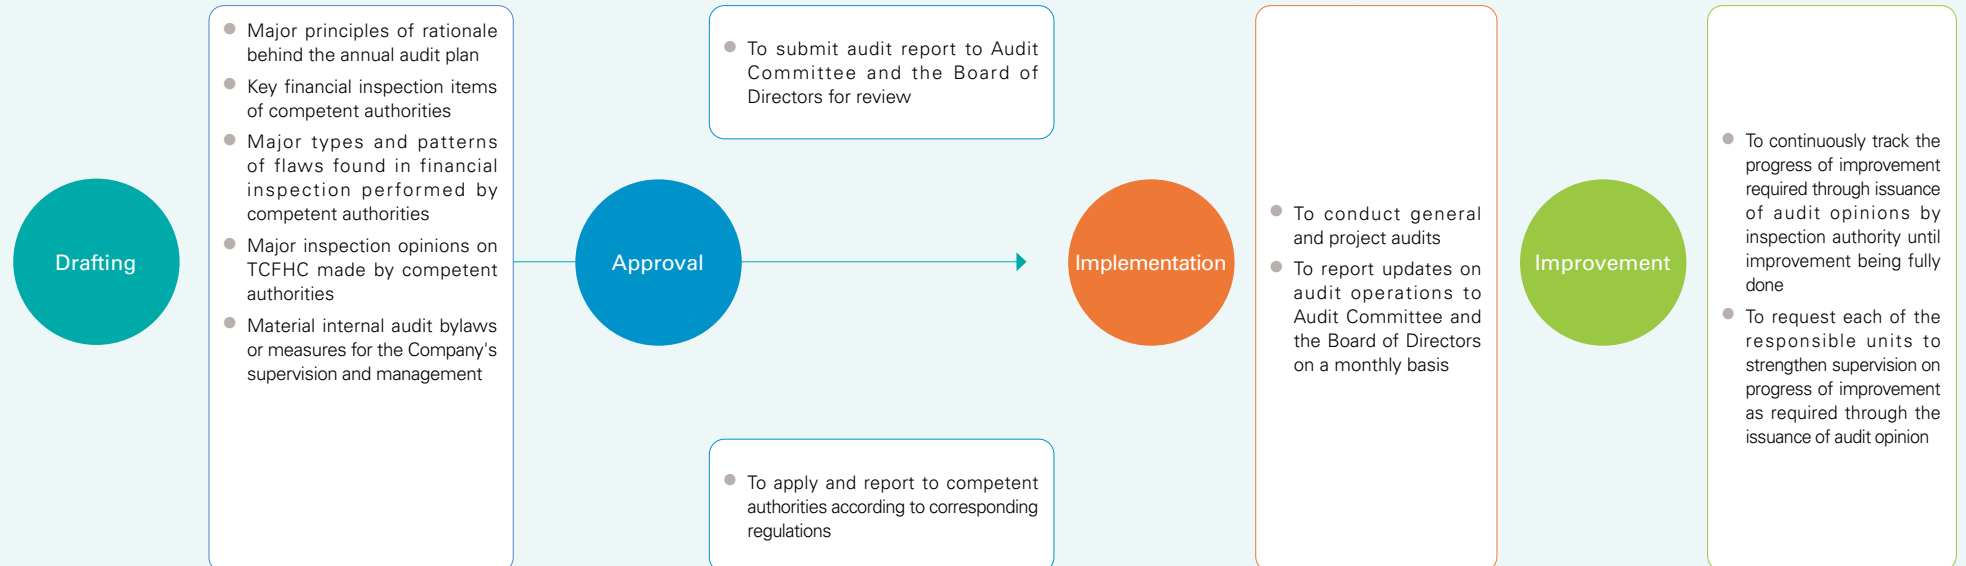 Drafting
Major principles of rationale
behind the annual audit plan
Key financial inspection items
of competent authorities
Major types and patterns
of flaws found in financial
inspection performed by
competent authorities
Major inspection opinions on
TCFHC made by competent
authorities
Material internal audit bylaws
or measures for the Company's
supervision and management
Approval
To submit audit report to Audit
Committee and the Board of
Directors for review
To apply and report to competent
authorities according to corresponding
regulations
Implementation
To conduct general
and project audits
To report updates on
audit operations to
Audit Committee and
the Board of Directors
on a monthly basis
Improvement
To continuously track the
progress of improvement
required through issuance
of audit opinions by
inspection authority until
improvement being fully
done
To request each of the
responsible units to
strengthen supervision on
progress of improvement
as required through the
issuance of audit opinion